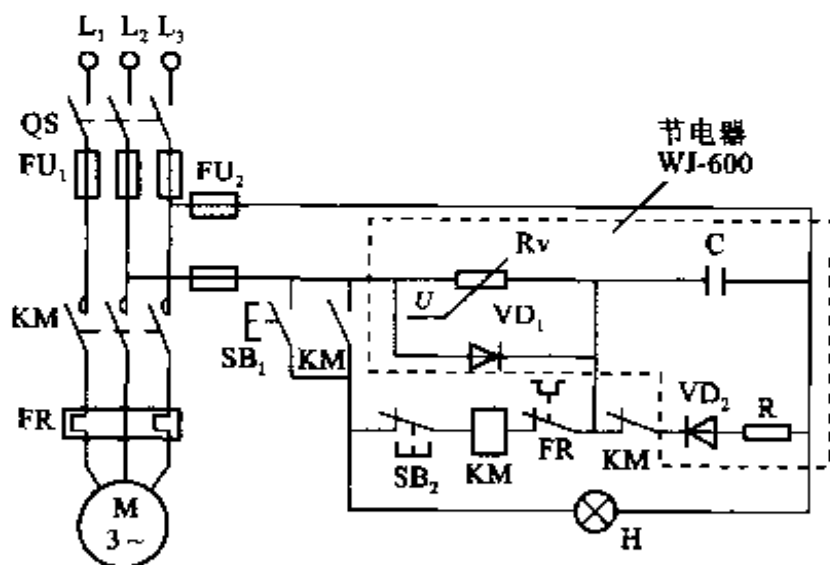 L₁ L₂ L₃
QS
FU₁
FU₂
节电器
WJ-600
Rv
C
U
VD₁
KM
SB₁
KM
FR
VD₂
R
SB₂
KM
FR
KM
M
3~
H